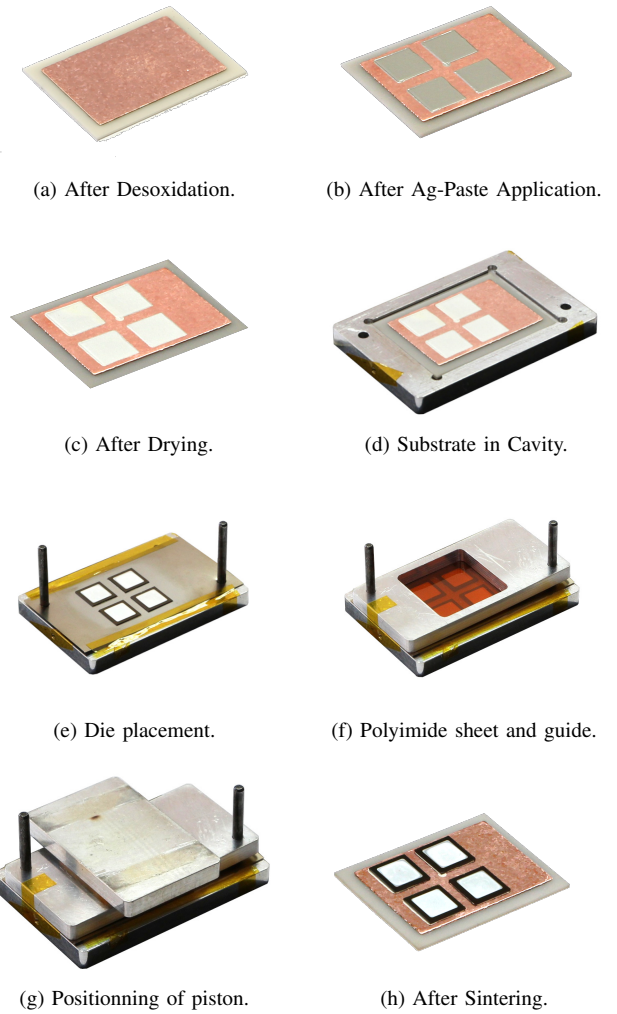 (a) After Desoxidation.
(b) After Ag-Paste Application.
(c) After Drying.
(d) Substrate in Cavity.
(e) Die placement.
(f) Polyimide sheet and guide.
(g) Positionning of piston.
(h) After Sintering.